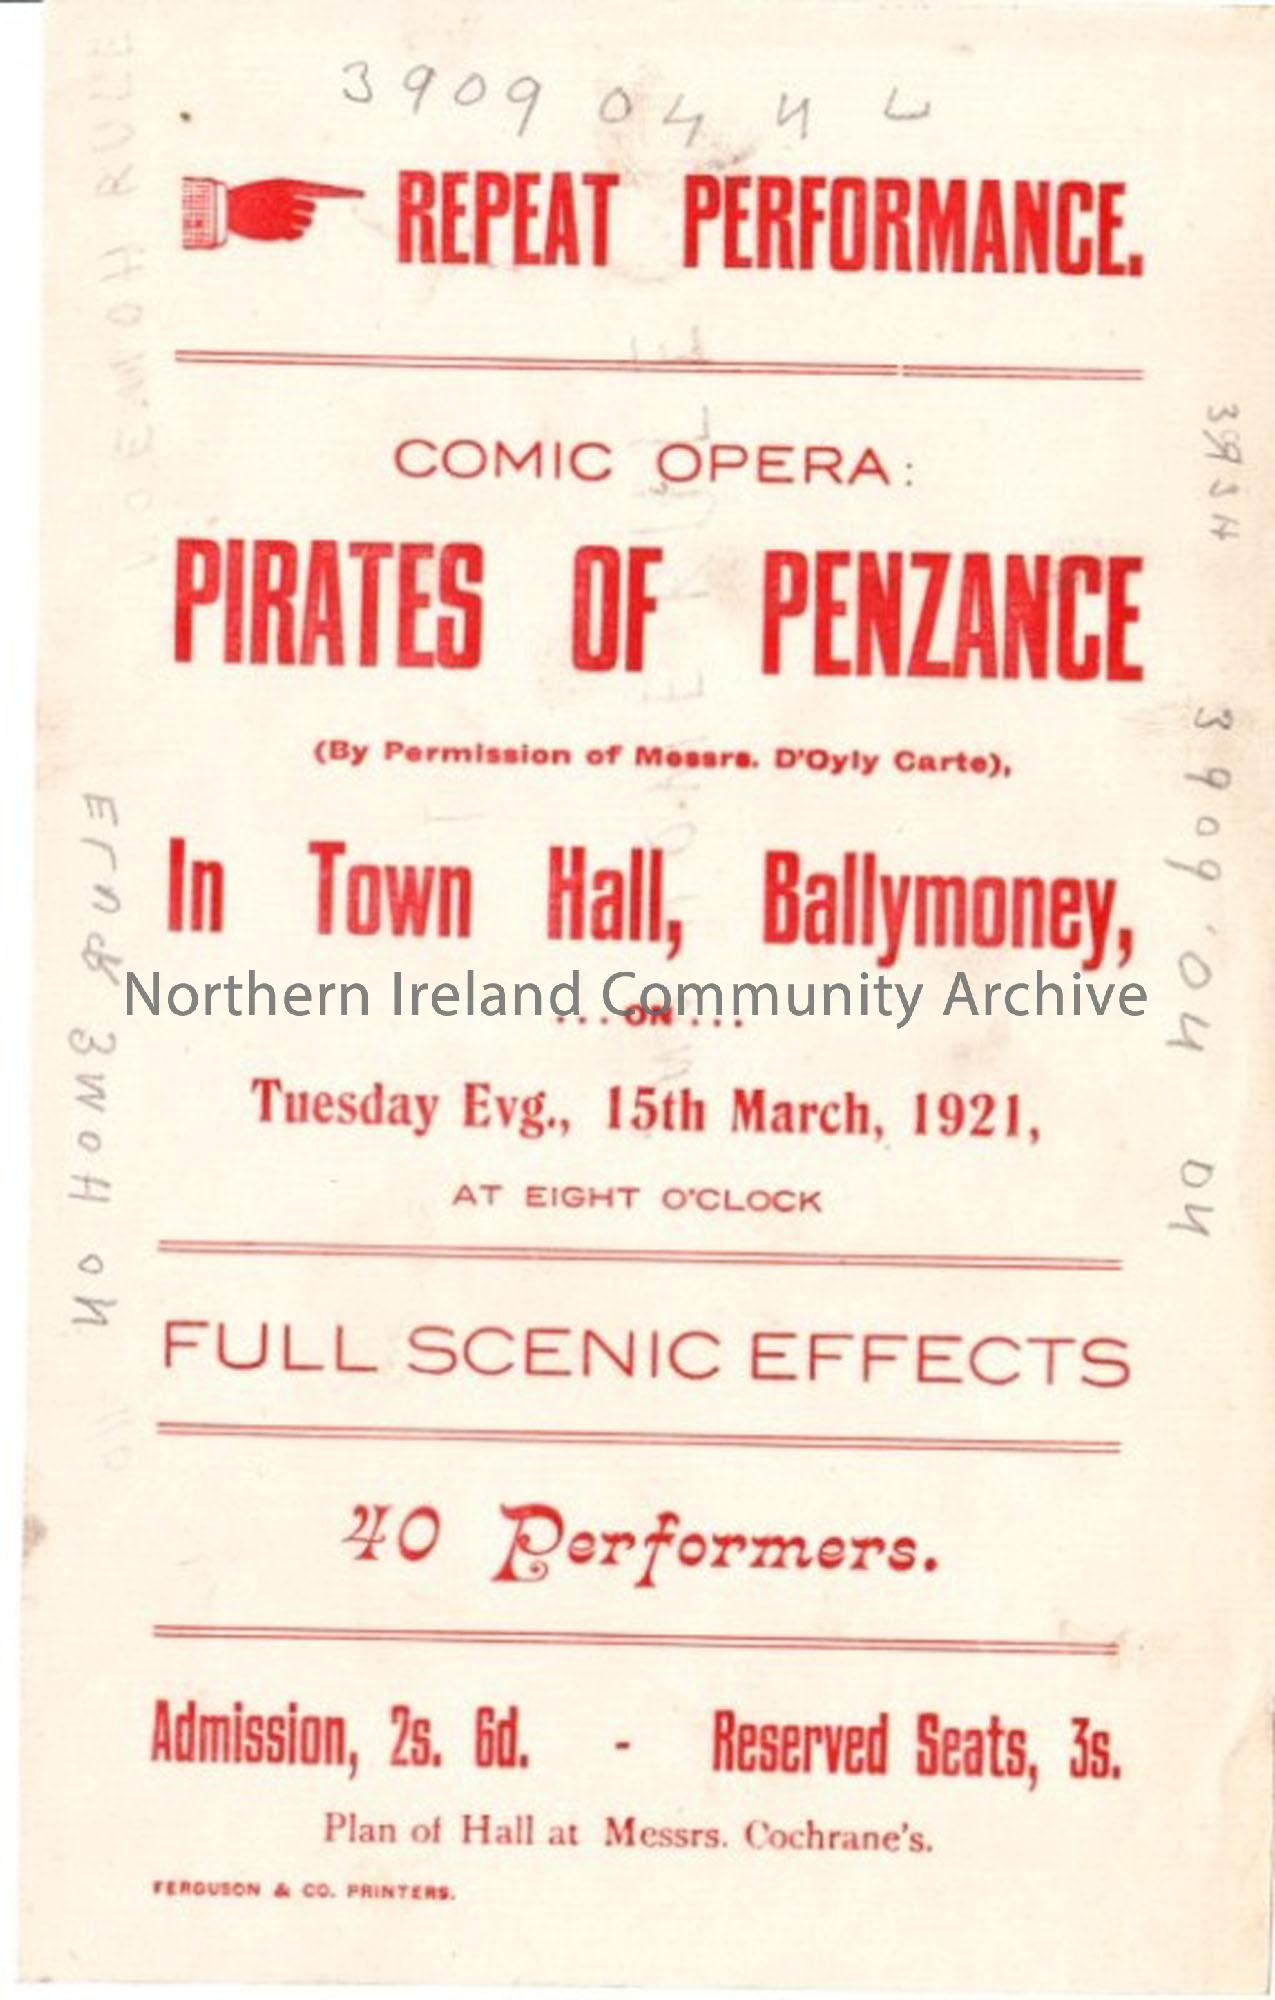 3909 04 4 L
REPEAT PERFORMANCE.
COMIC OPERA:
PIRATES OF PENZANCE
(By Permission of Messrs. D'Oyly Carte),
In Town Hall, Ballymoney,
Northern Ireland Community Archive
... ON ...
Tuesday Evg., 15th March, 1921,
AT EIGHT O'CLOCK
FULL SCENIC EFFECTS
40 Performers.
Admission, 2s. 6d. - Reserved Seats, 3s.
Plan of Hall at Messrs. Cochrane's.
FERGUSON & CO. PRINTERS.
3909'04 04